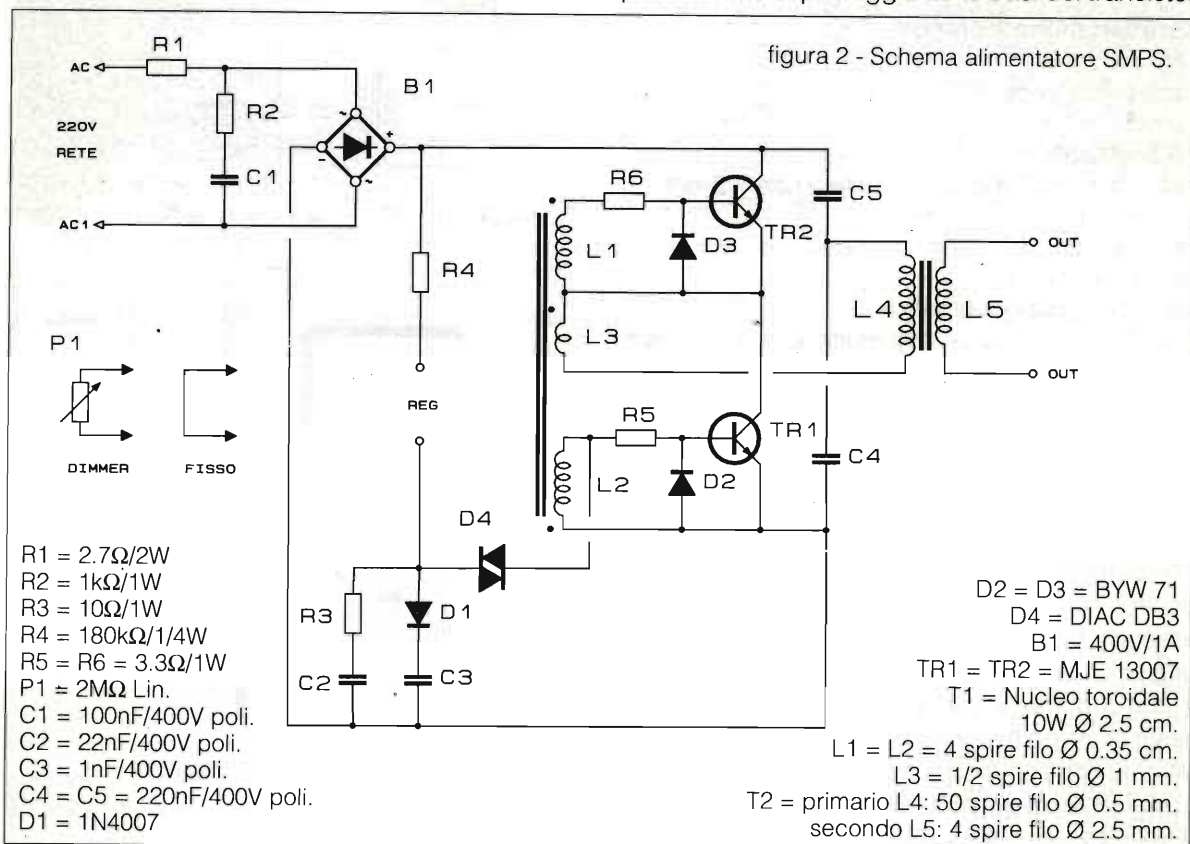 figura 2 - Schema alimentatore SMPS.
AC
R1
B1
R2
220V
RETE
C1
AC1
R4
R6
C5
TR2
D3
L1
L3
L4
L5
OUT
OUT
P1
REG
DIMMER
FISSO
R5
TR1
C4
D2
L2
D4
R3
D1
C2
C3
R1 = 2.7Ω/2W
R2 = 1kΩ/1W
R3 = 10Ω/1W
R4 = 180kΩ/1/4W
R5 = R6 = 3.3Ω/1W
P1 = 2MΩ Lin.
C1 = 100nF/400V poli.
C2 = 22nF/400V poli.
C3 = 1nF/400V poli.
C4 = C5 = 220nF/400V poli.
D1 = 1N4007
D2 = D3 = BYW 71
D4 = DIAC DB3
B1 = 400V/1A
TR1 = TR2 = MJE 13007
T1 = Nucleo toroidale
10W Ø 2.5 cm.
L1 = L2 = 4 spire filo Ø 0.35 cm.
L3 = 1/2 spire filo Ø 1 mm.
T2 = primario L4: 50 spire filo Ø 0.5 mm.
secondo L5: 4 spire filo Ø 2.5 mm.